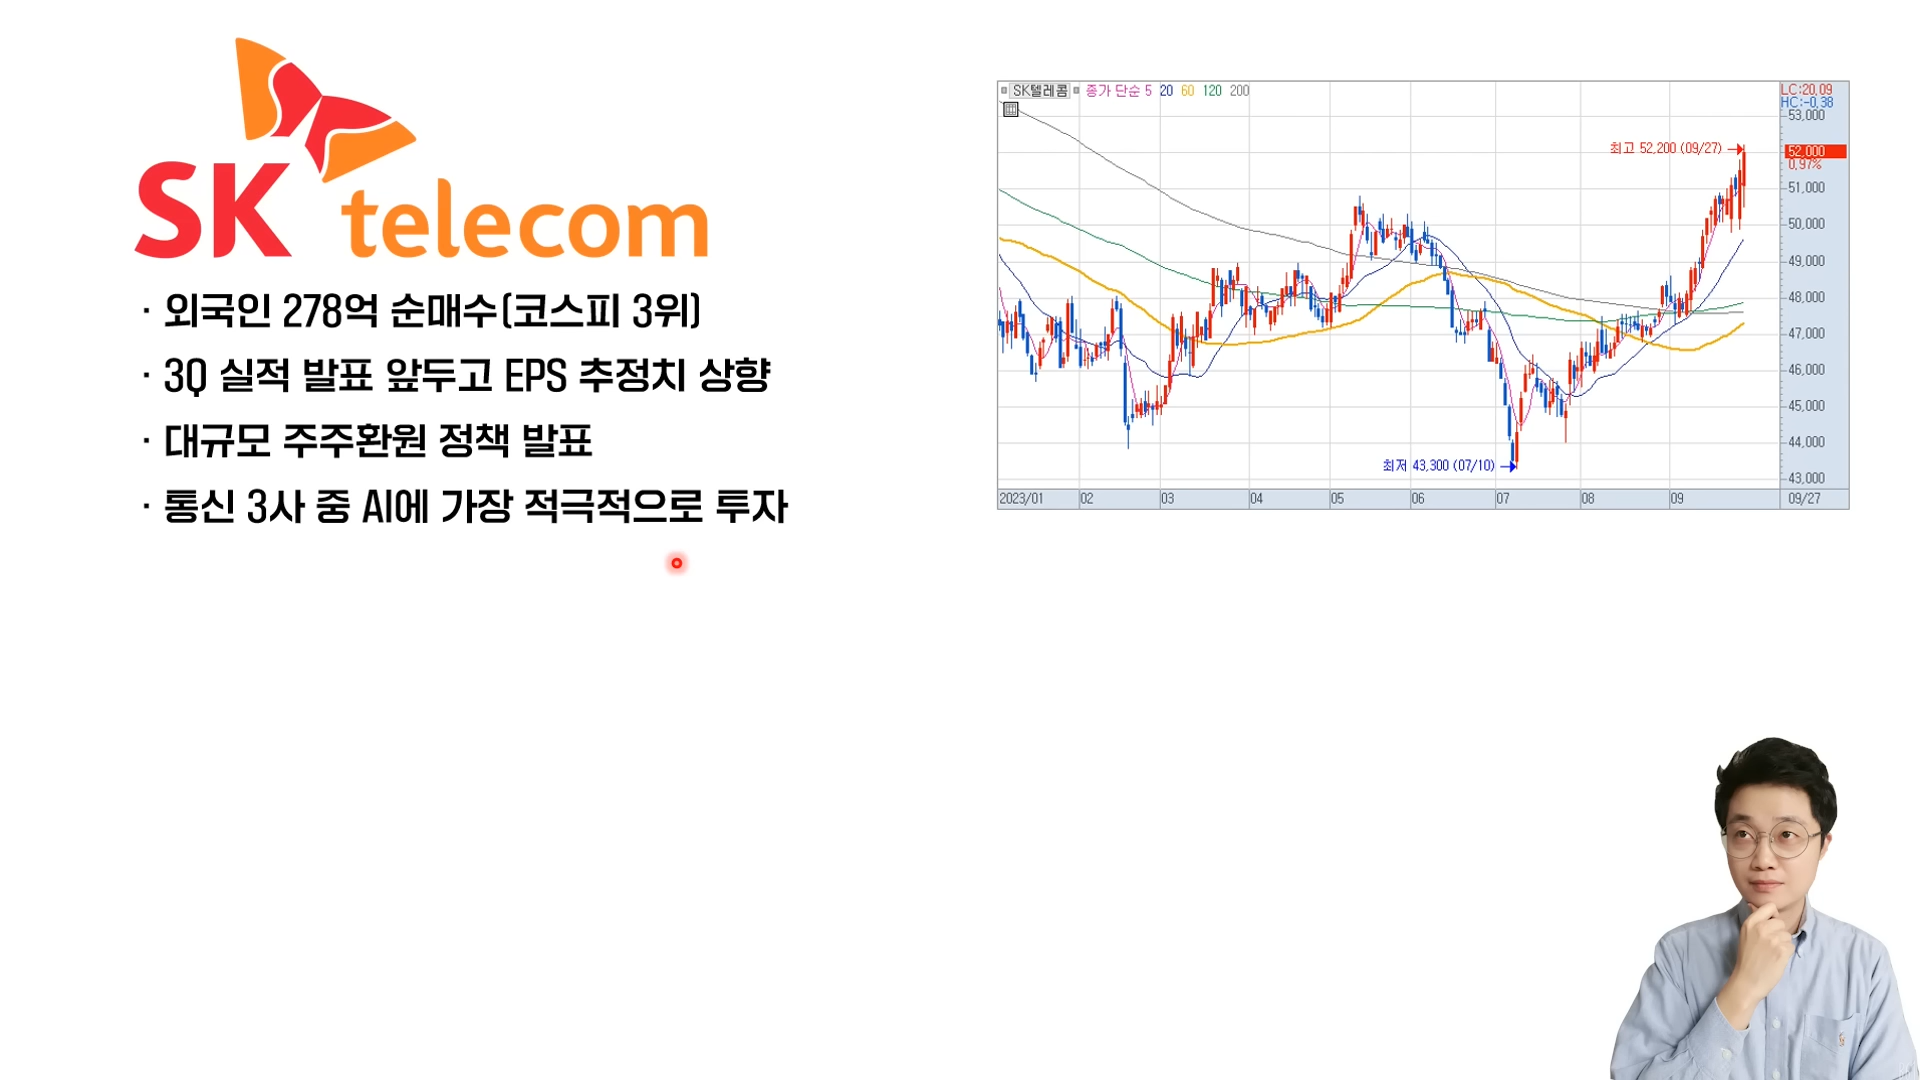 SK telecom
· 외국인 278억 순매수(코스피 3위)
· 3Q 실적 발표 앞두고 EPS 추정치 상향
· 대규모 주주환원 정책 발표
· 통신 3사 중 AI에 가장 적극적으로 투자
SK텔레콤 종가 단순 5 20 60 120 200
LC:20.09
HC:-0.38
53,000
최고 52,200 (09/27)
52,000
0.97%
51,000
50,000
49,000
48,000
47,000
46,000
45,000
44,000
최저 43,300 (07/10)
43,000
2023/01 02 03 04 05 06 07 08 09 09/27